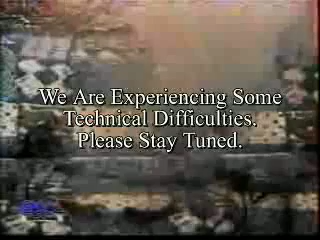 We Are Experiencing Some
Technical Difficulties.
Please Stay Tuned.